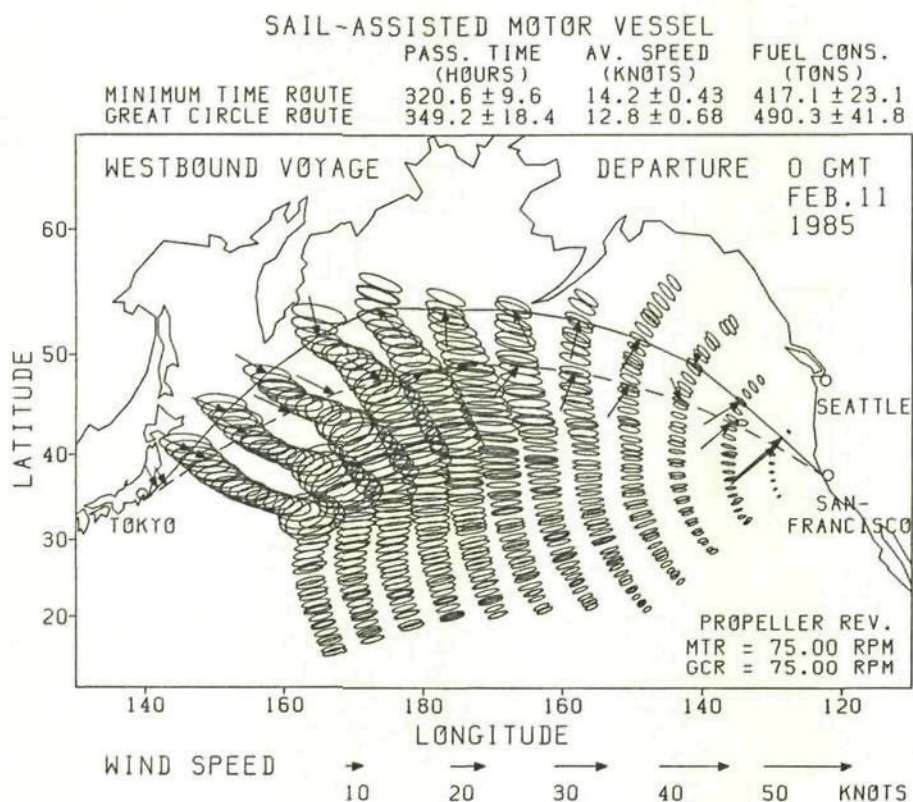 SAIL-ASSISTED MOTOR VESSEL
PASS. TIME AV. SPEED FUEL CONS.
(HOURS) (KNOTS) (TONS)
MINIMUM TIME ROUTE 320.6 ±9.6 14.2 ±0.43 417.1 ±23.1
GREAT CIRCLE ROUTE 349.2 ±18.4 12.8 ±0.68 490.3 ±41.8
WESTBOUND VOYAGE DEPARTURE 0 GMT
FEB.11
1985
60
50
40
30
20
LATITUDE
SEATTLE
SAN-
FRANCISCO
TOKYO
PROPELLER REV.
MTR = 75.00 RPM
GCR = 75.00 RPM
140 160 180 160 140 120 110
LONGITUDE
WIND SPEED
10 20 30 40 50 KNOTS